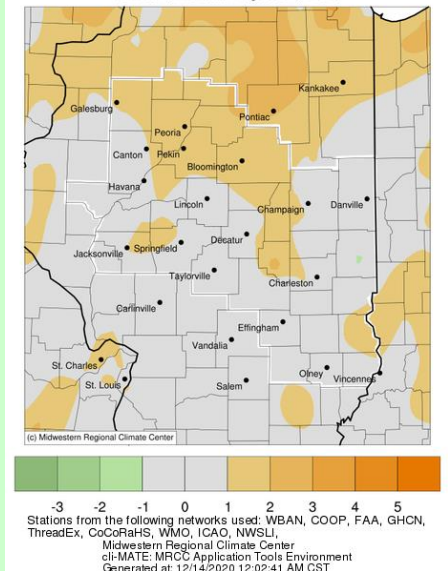 Kankakee
Galesburg
Pontiac
Peoria
Canton Pekin
Bloomington
Havana
Lincoln
Champaign Danville
Decatur
Jacksonville Springfield
Taylorville
Charleston
Carlinville
Effingham
Vandalia
St. Charles
Olney Vincennes
St. Louis
Salem
(c) Midwestern Regional Climate Center
-3 -2 -1 0 1 2 3 4 5
Stations from the following networks used: WBAN, COOP, FAA, GHCN,
ThreadEx, CoCoRaHS, WMO, ICAO, NWSLI,
Midwestern Regional Climate Center
cli-MATE: MRCC Application Tools Environment
Generated at: 12/14/2020 12:02:41 AM CST